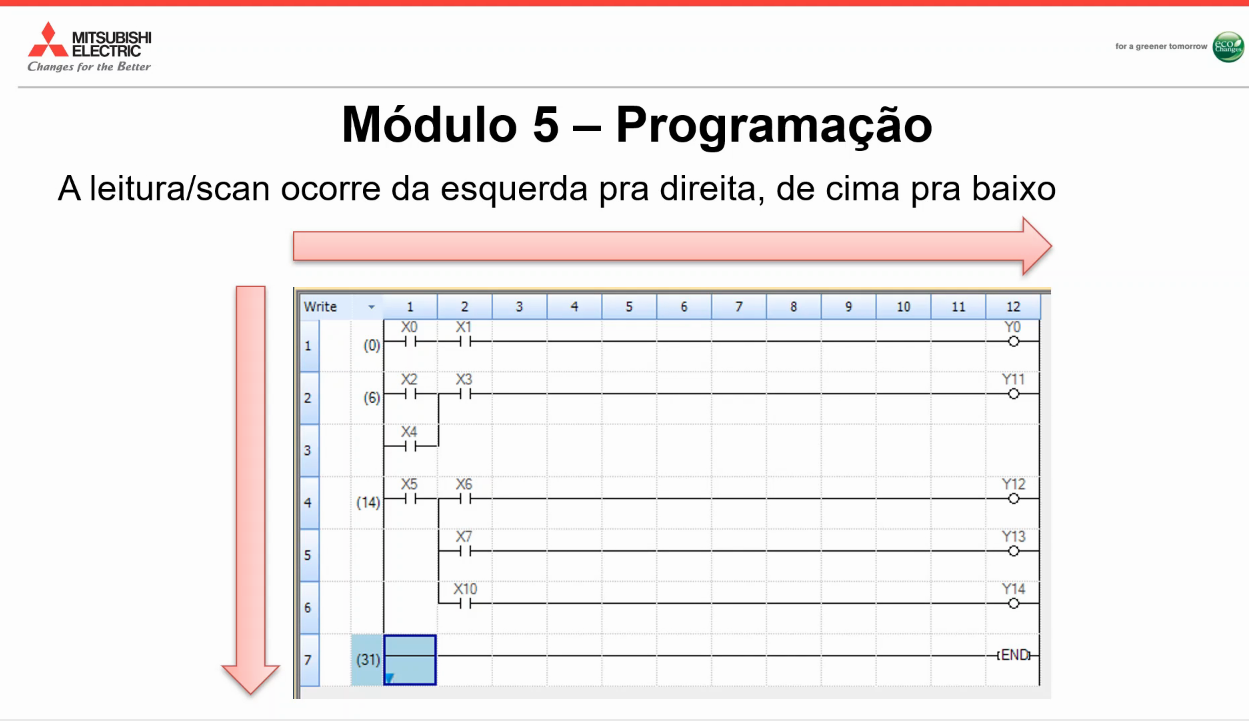 MITSUBISHI
ELECTRIC
Changes for the Better
for a greener tomorrow
eco
Changes
Módulo 5 – Programação
A leitura/scan ocorre da esquerda pra direita, de cima pra baixo
Write 1 2 3 4 5 6 7 8 9 10 11 12
X0 X1 Y0
1 (0)
X2 X3 Y11
2 (6)
X4
3
X5 X6 Y12
4 (14)
X7 Y13
5
X10 Y14
6
7 (31) END